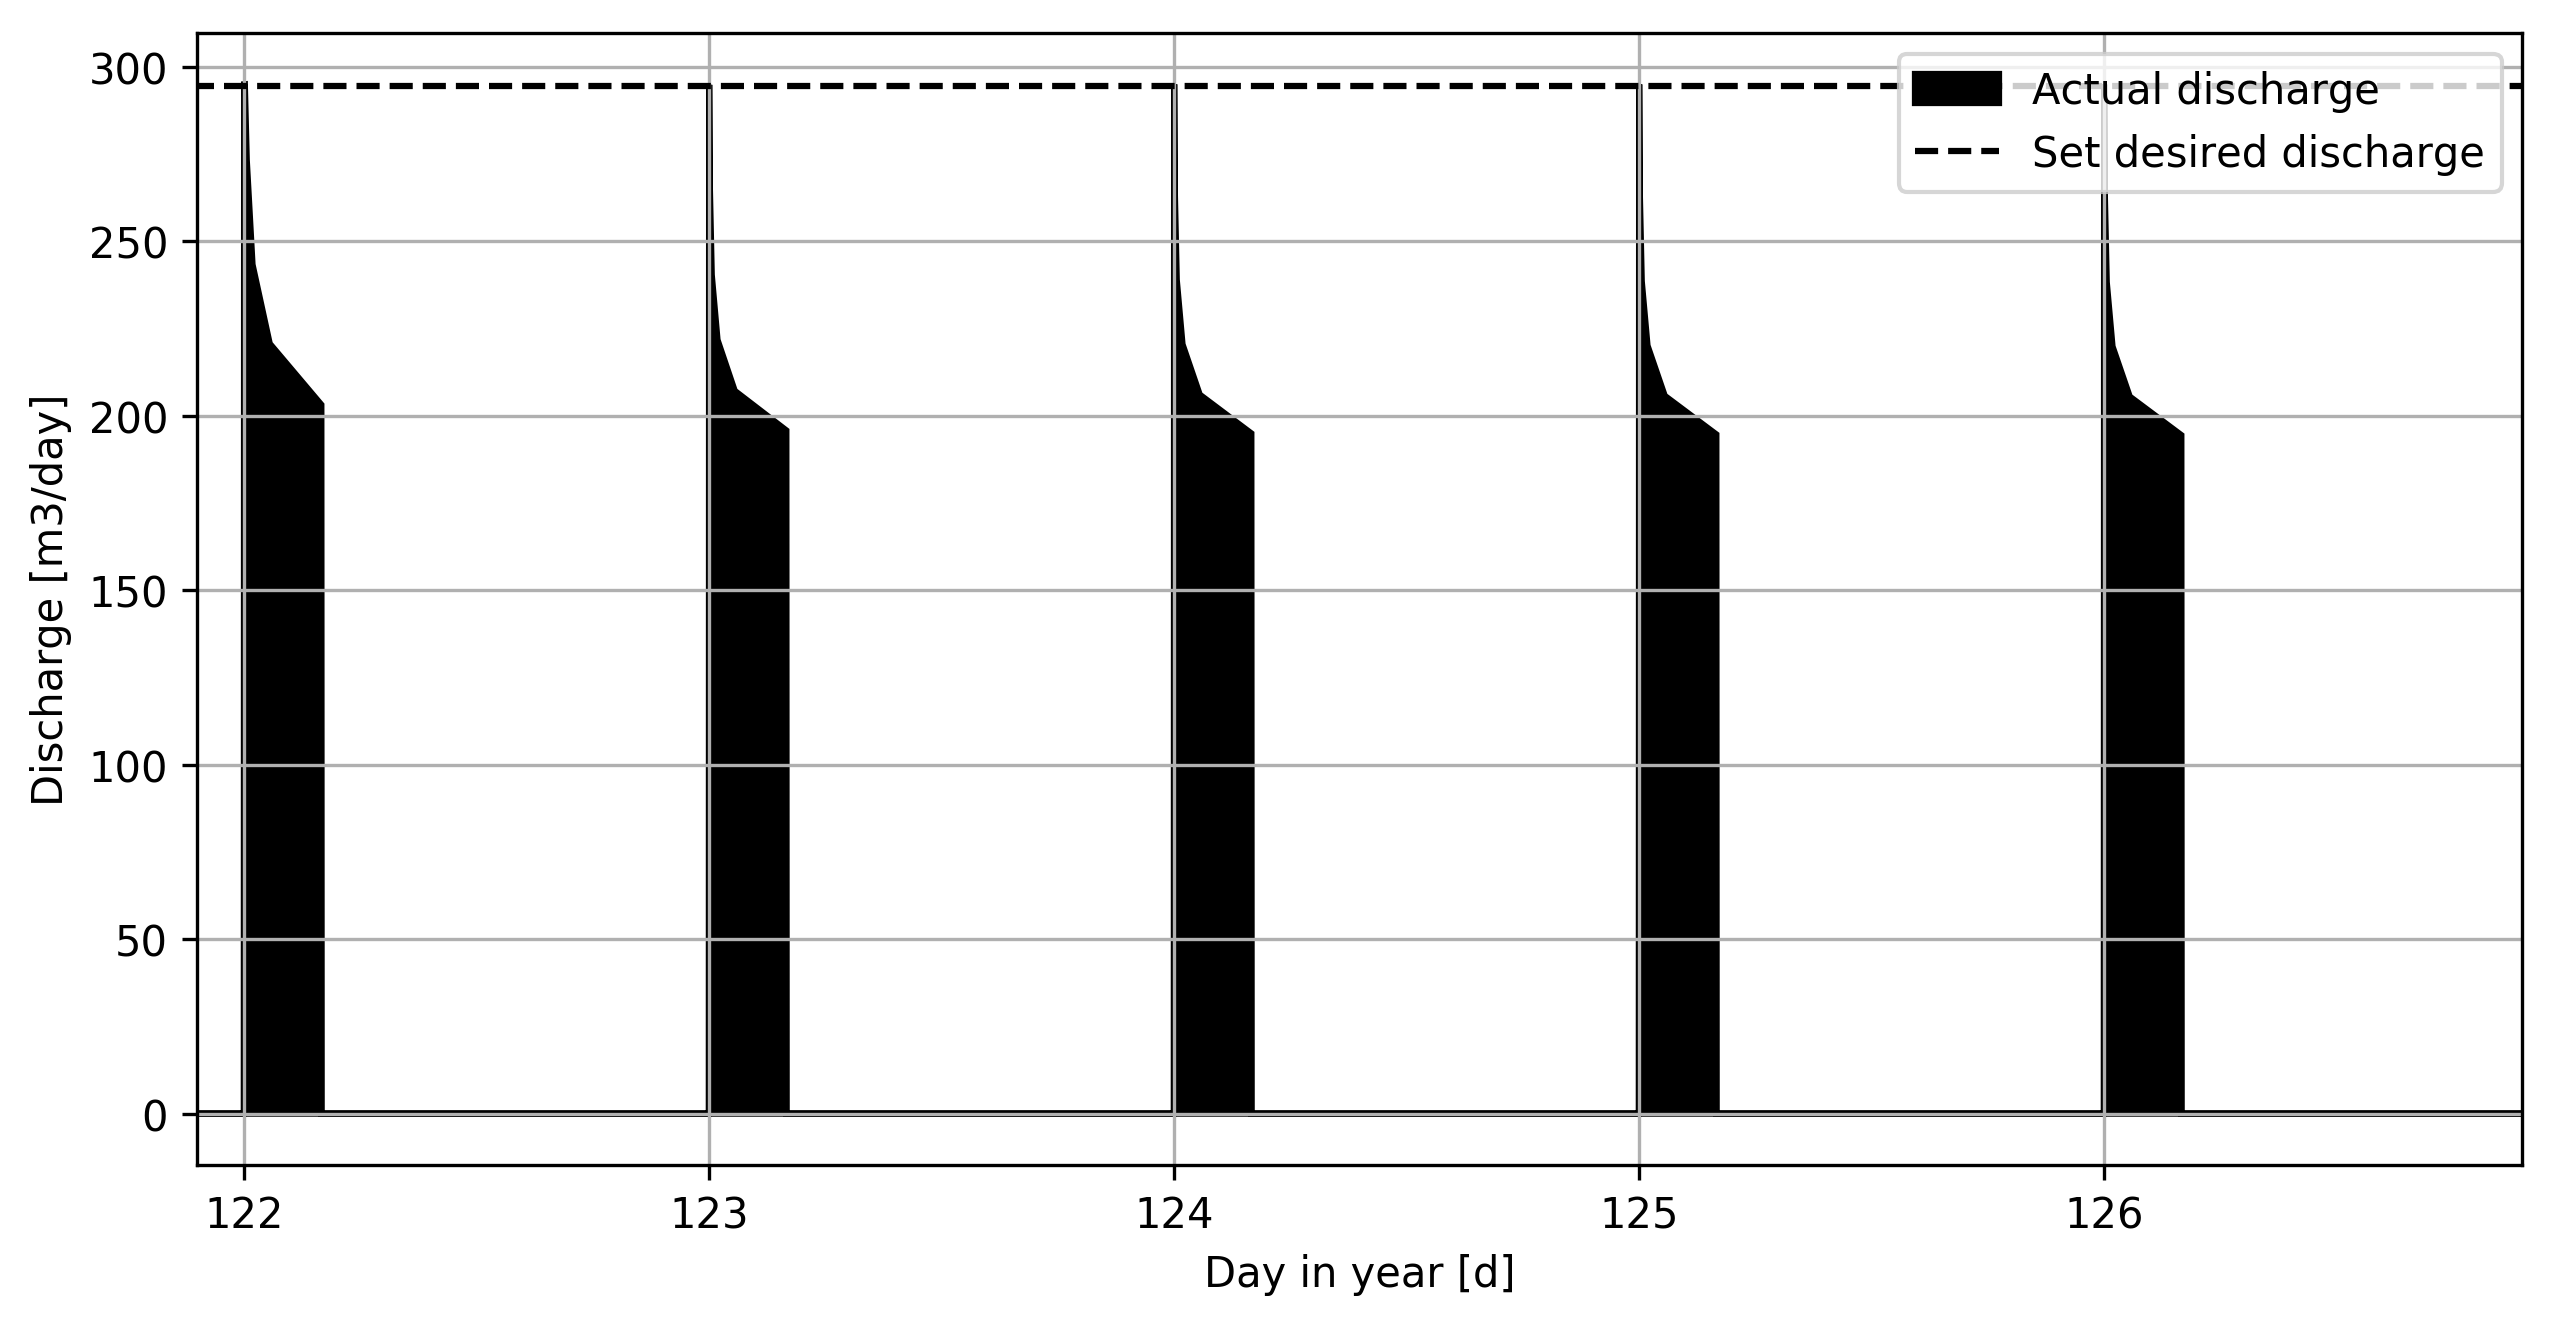 300
250
200
150
100
50
0
Discharge [m3/day]
Actual discharge
Set desired discharge
122 123 124 125 126
Day in year [d]